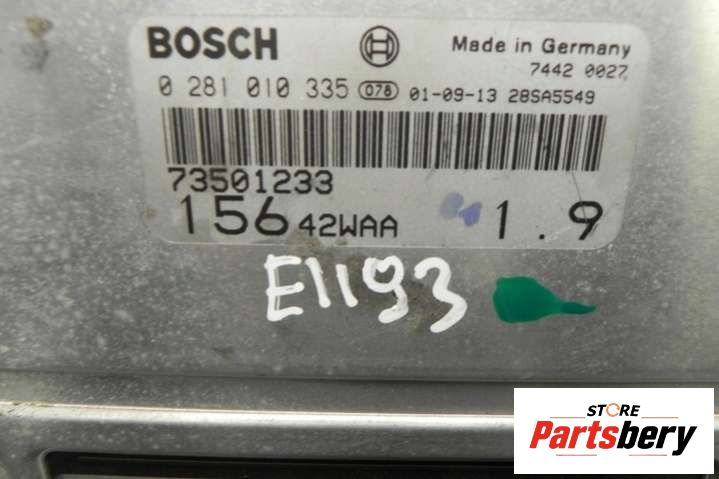 BOSCH
Made in Germany
7442 0027
0 281 010 335 078 01-09-13 28SA5549
73501233
156 42WAA 1.9
E1193
STORE
Partsbery